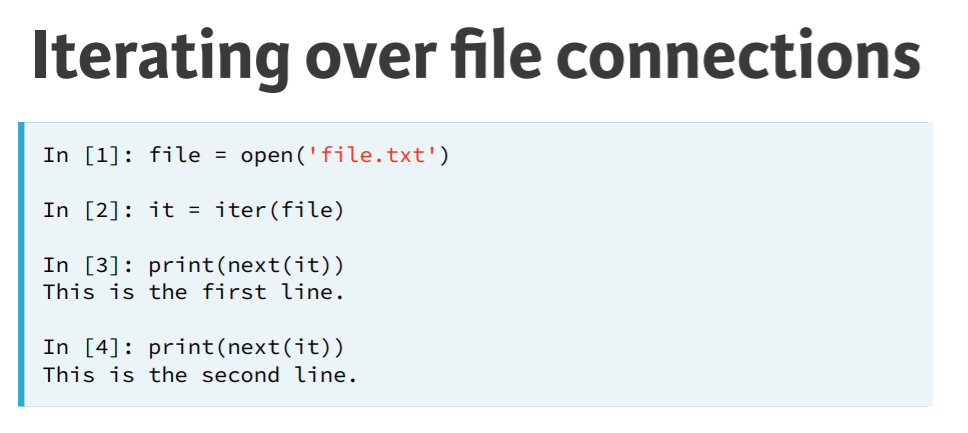 Iterating over file connections
In [1]: file = open('file.txt')
In [2]: it = iter(file)
In [3]: print(next(it))
This is the first line.
In [4]: print(next(it))
This is the second line.